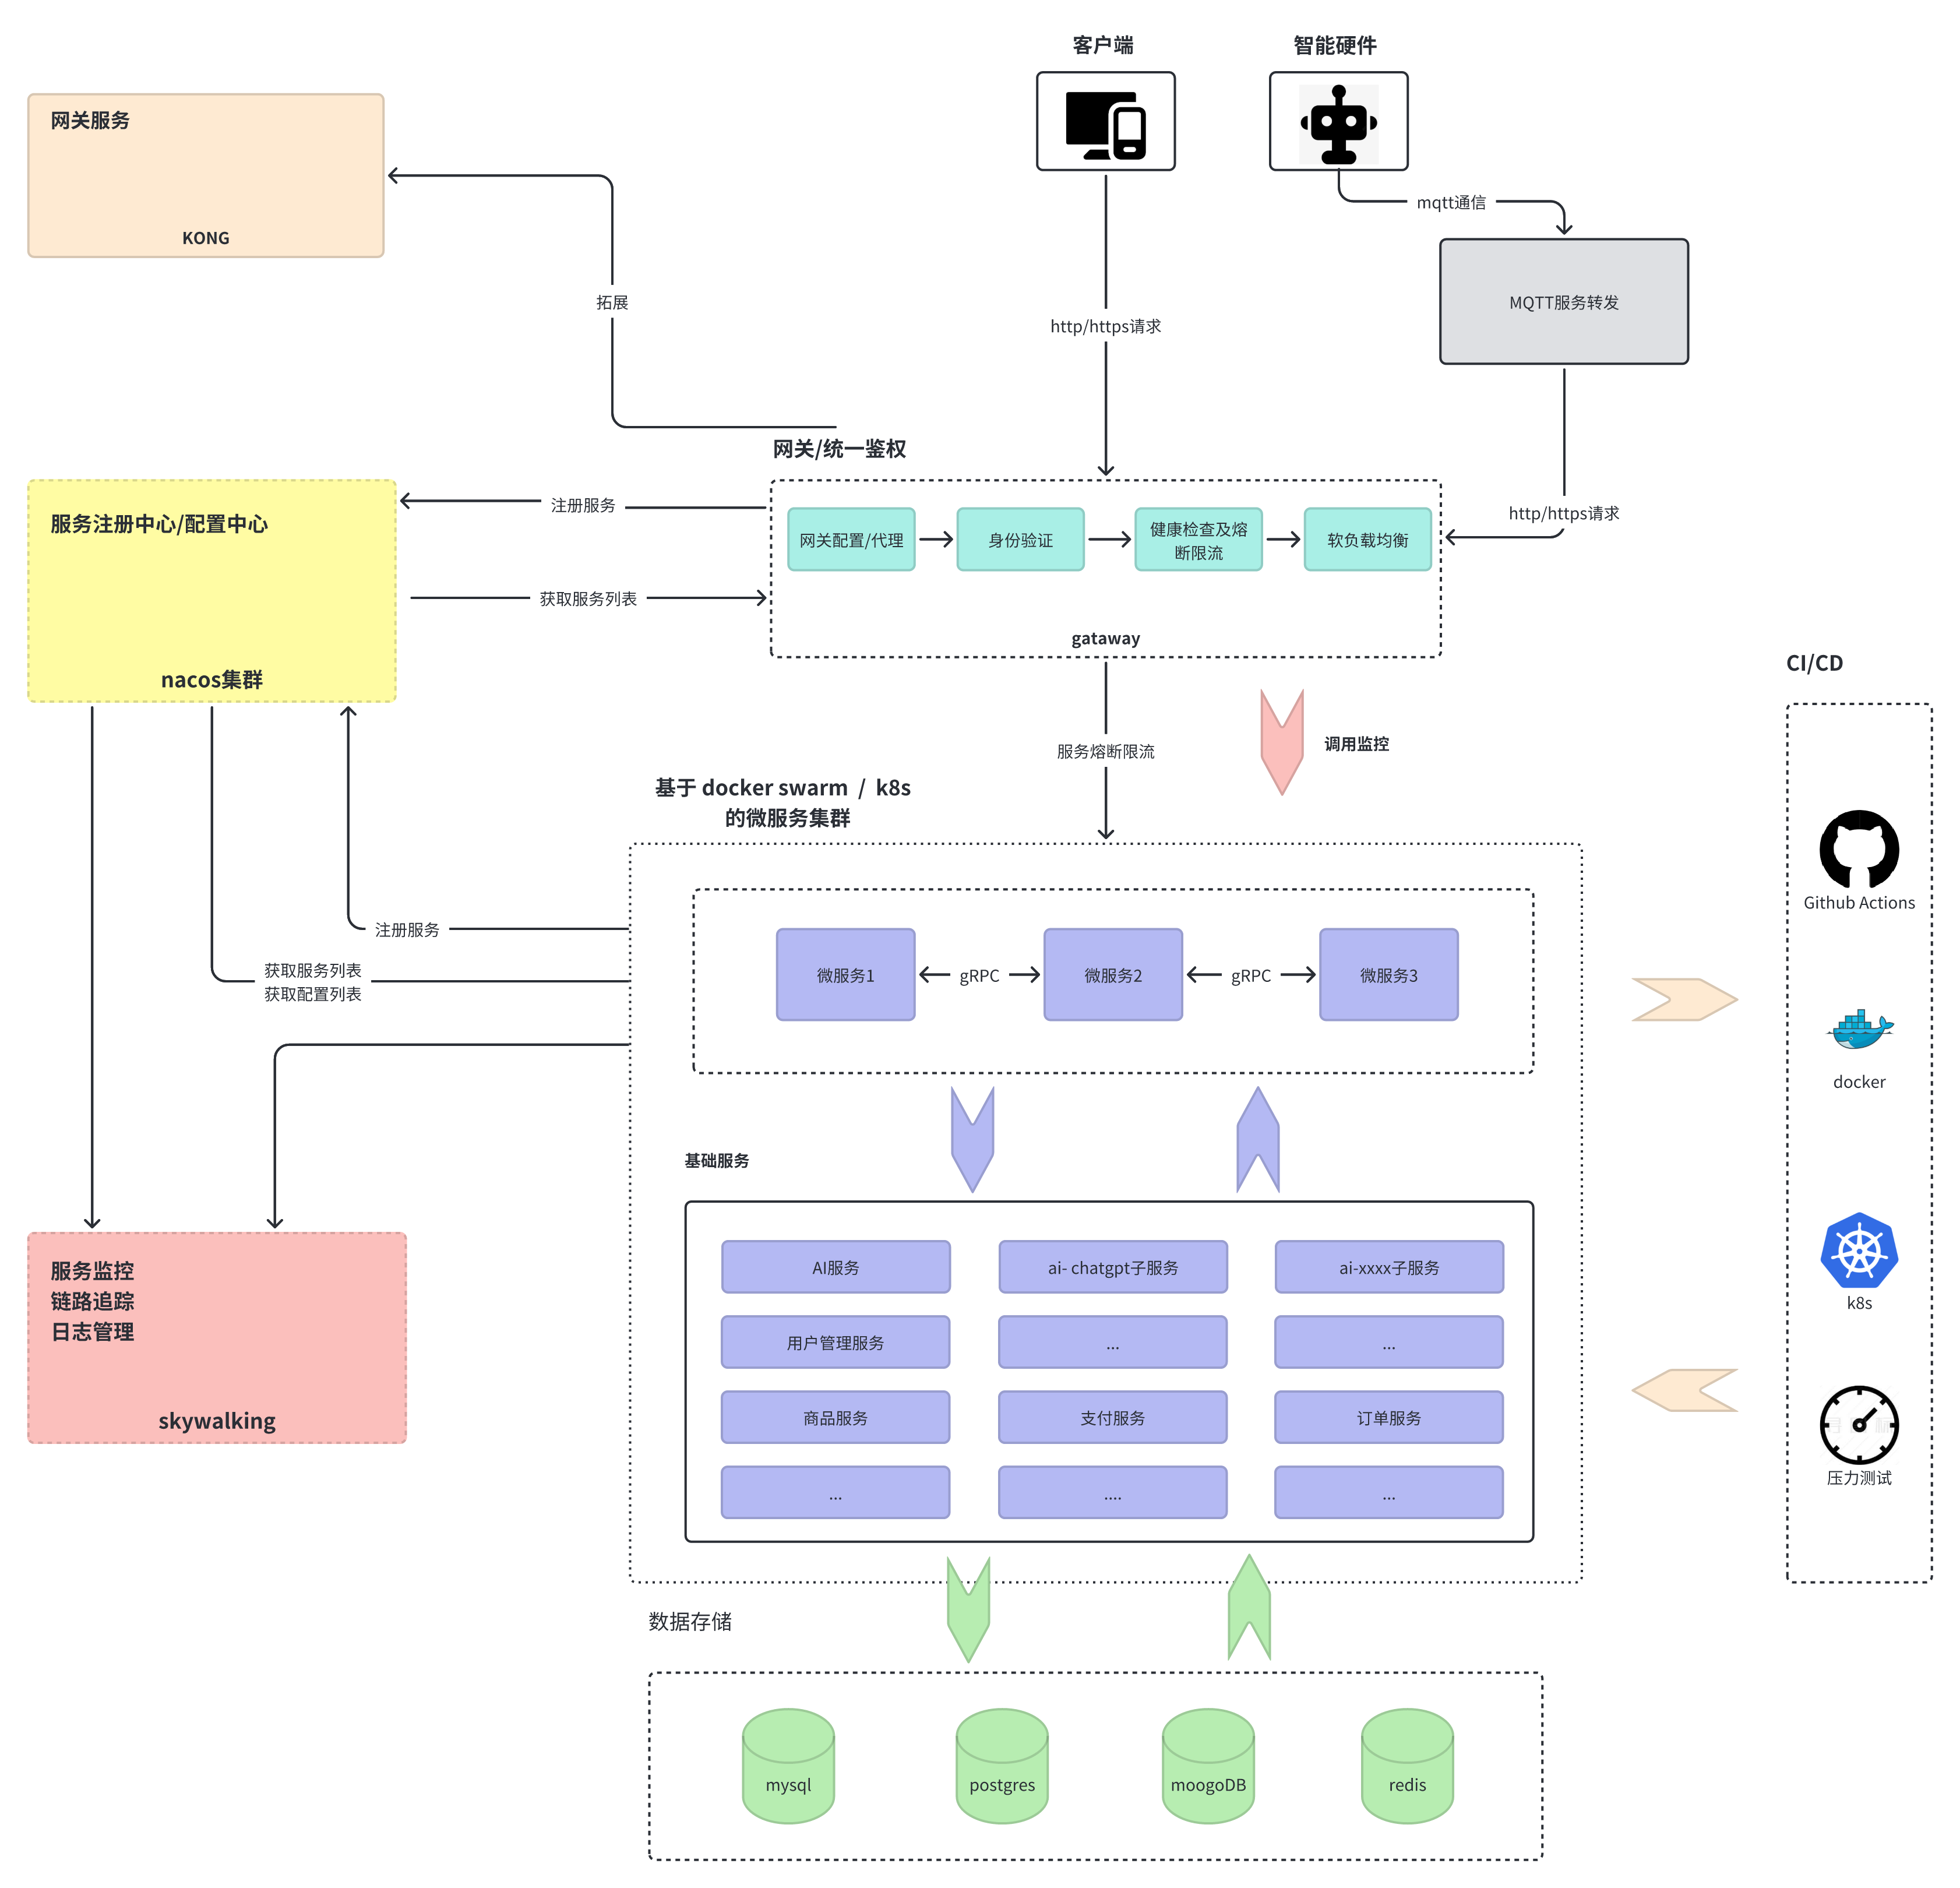 客户端
智能硬件
网关服务
KONG
mqtt通信
MQTT服务转发
拓展
http/https请求
网关/统一鉴权
服务注册中心/配置中心
nacos集群
注册服务
获取服务列表
网关配置/代理
身份验证
健康检查及熔
断限流
软负载均衡
http/https请求
gataway
CI/CD
服务熔断限流
调用监控
基于 docker swarm / k8s
的微服务集群
Github Actions
注册服务
获取服务列表
获取配置列表
微服务1
gRPC
微服务2
gRPC
微服务3
docker
基础服务
服务监控
链路追踪
日志管理
skywalking
AI服务
ai- chatgpt子服务
ai-xxxx子服务
用户管理服务
...
...
商品服务
支付服务
订单服务
...
....
...
k8s
压力测试
数据存储
mysql
postgres
moogoDB
redis